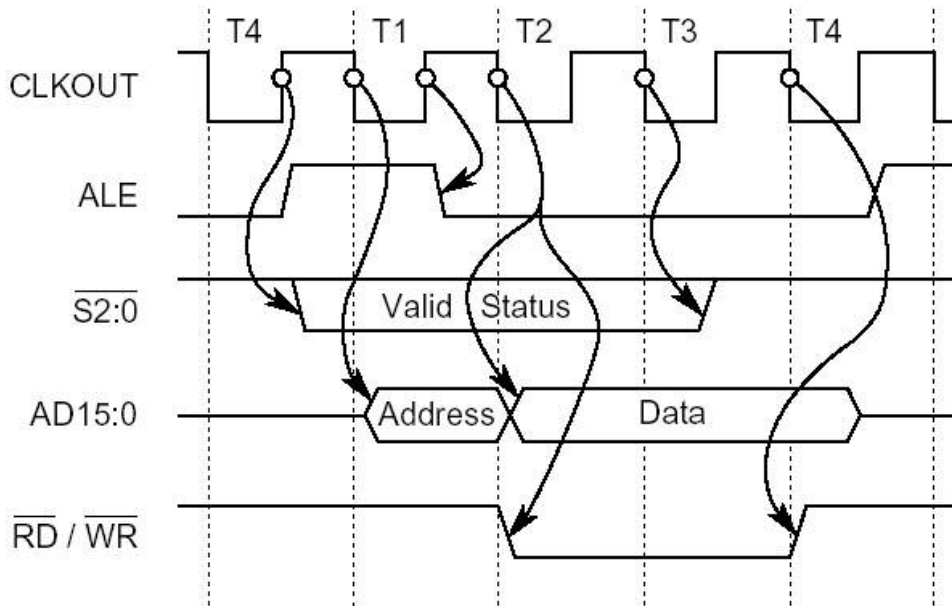 T4 T1 T2 T3 T4
CLKOUT
ALE
S2:0
Valid Status
AD15:0
Address
Data
RD / WR